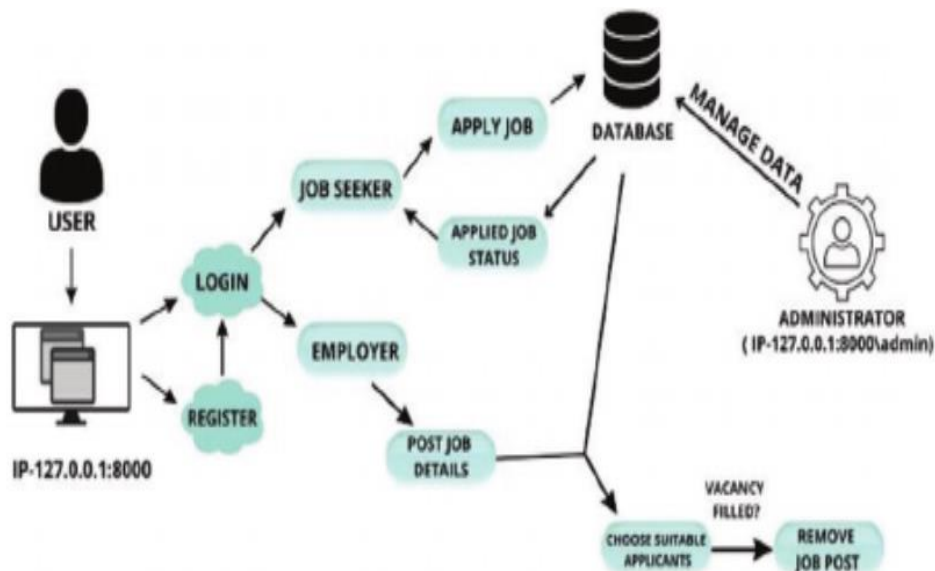 USER
IP-127.0.0.1:8000
LOGIN
REGISTER
JOB SEEKER
EMPLOYER
APPLY JOB
APPLIED JOB
STATUS
POST JOB
DETAILS
DATABASE
MANAGE DATA
ADMINISTRATOR
( IP-127.0.0.1:8000\admin)
CHOOSE SUITABLE
APPLICANTS
VACANCY
FILLED?
REMOVE
JOB POST